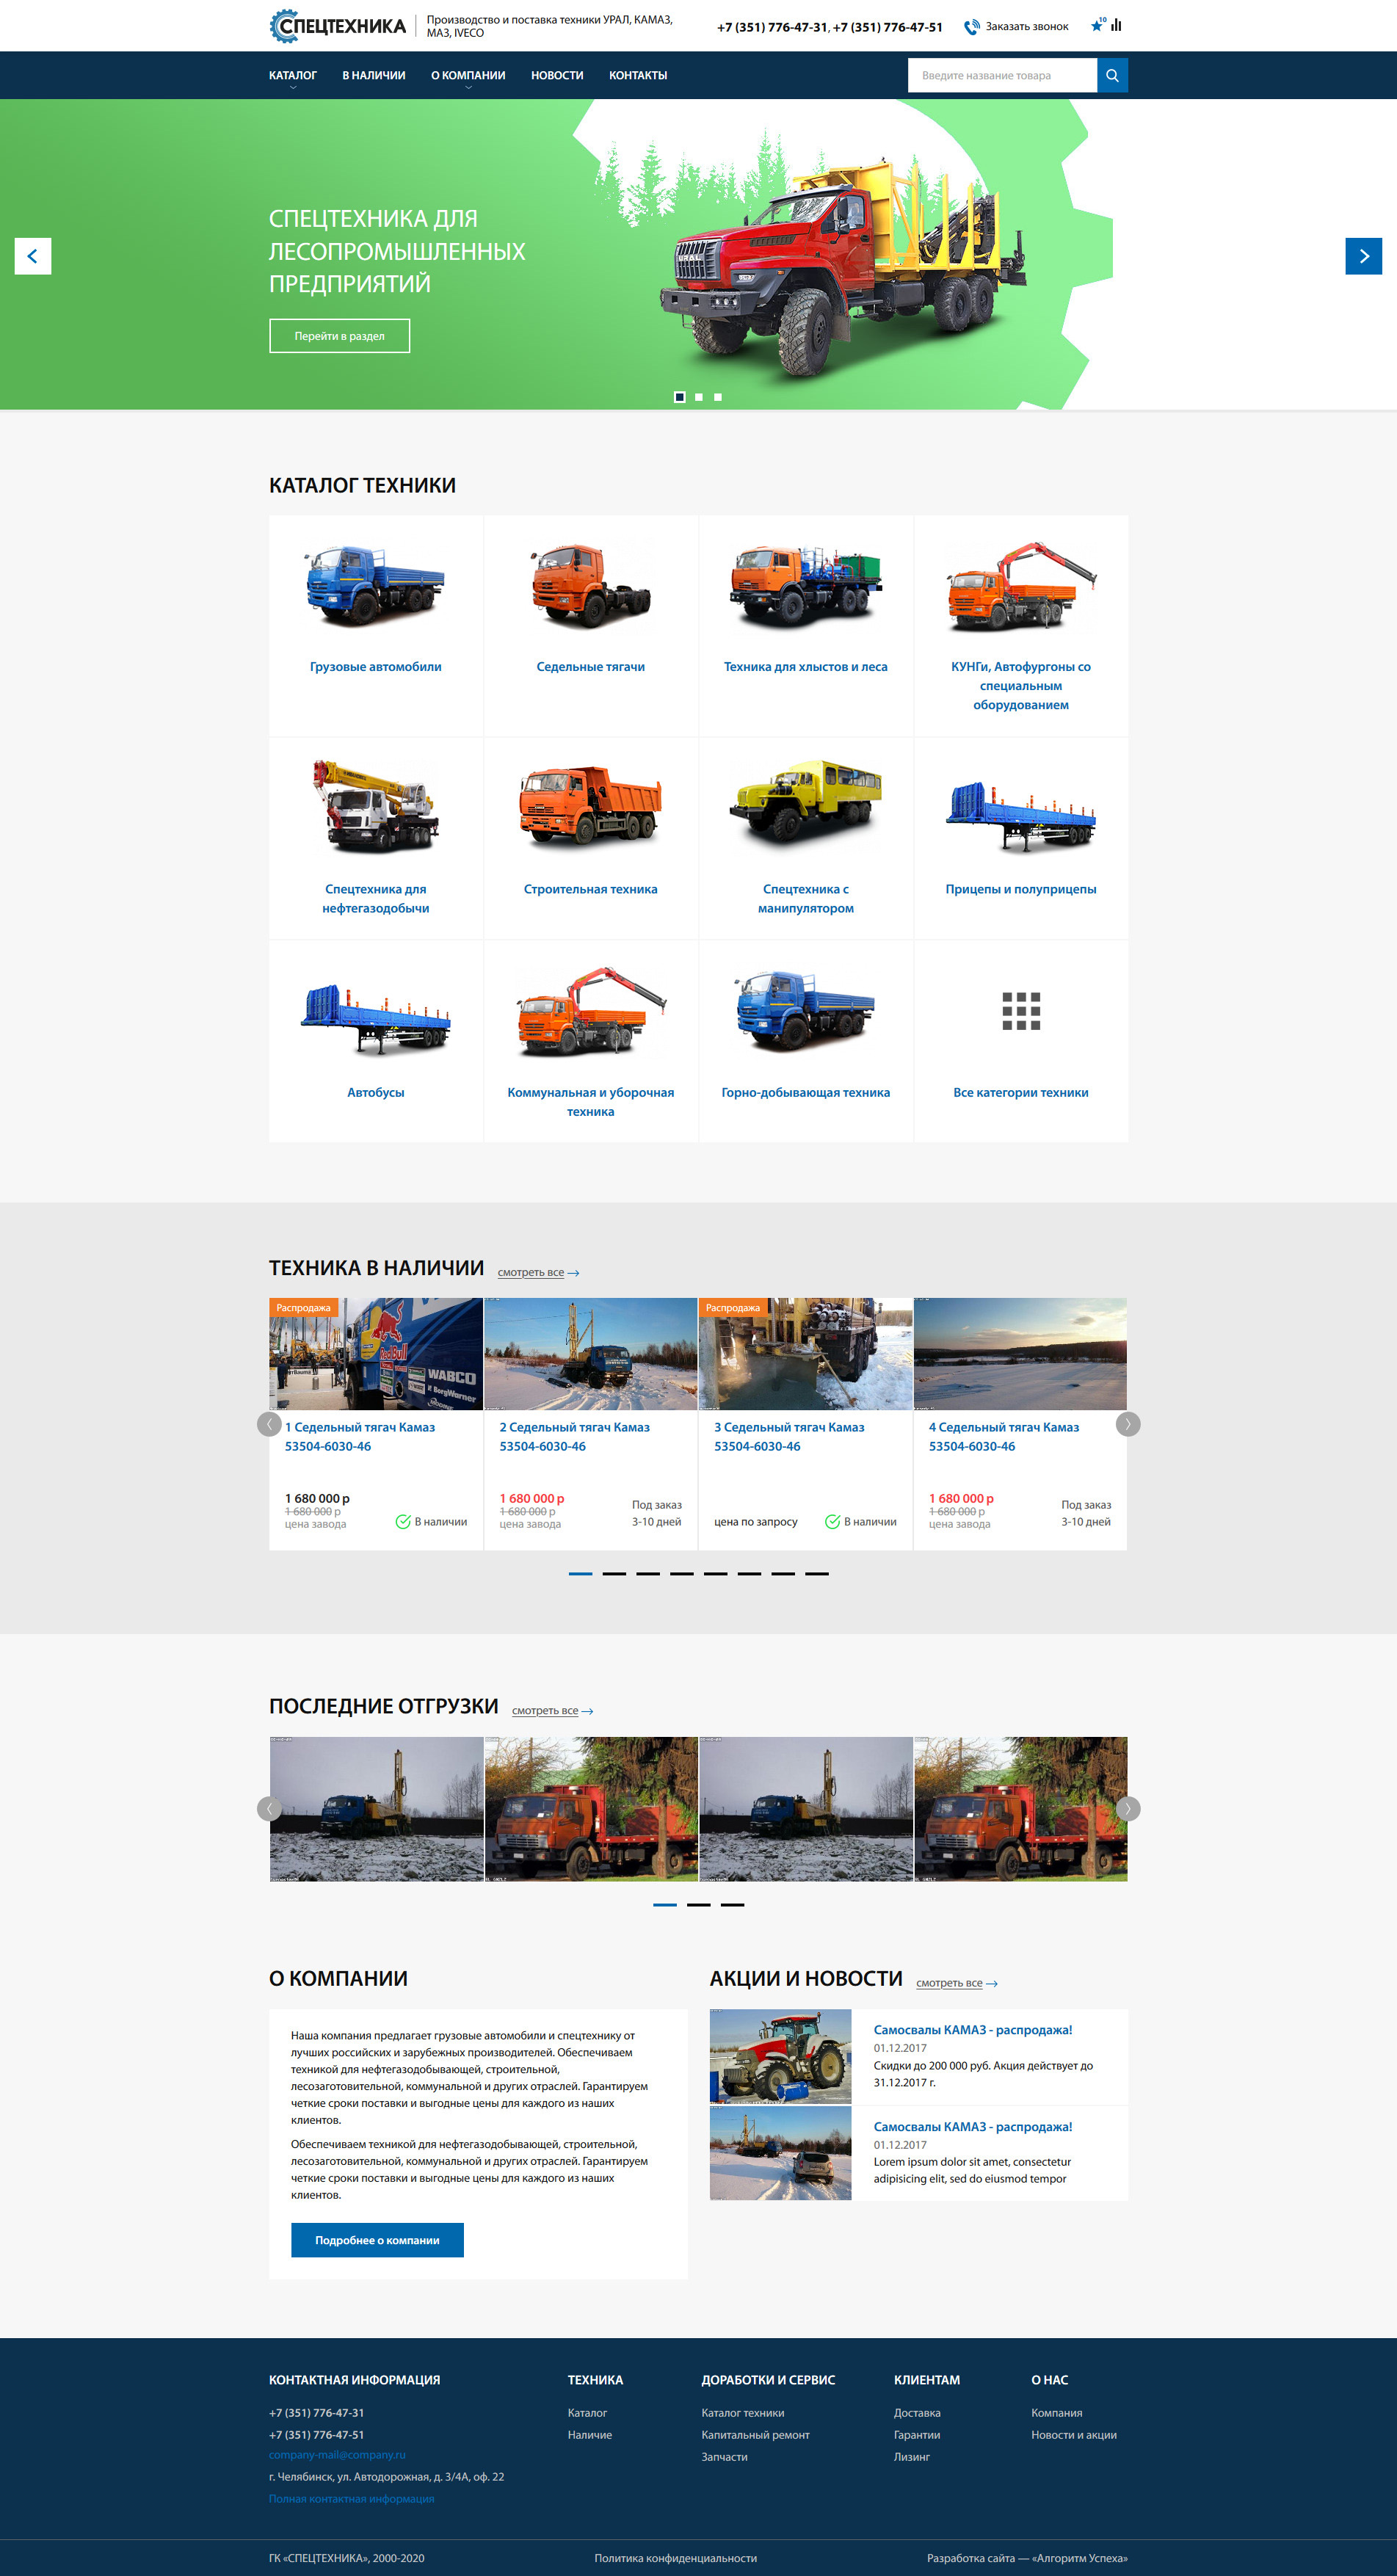 СПЕЦТЕХНИКА
Производство и поставка техники УРАЛ, КАМАЗ,
МАЗ, IVECO
+7 (351) 776-47-31, +7 (351) 776-47-51
Заказать звонок
10
КАТАЛОГ
В НАЛИЧИИ
О КОМПАНИИ
НОВОСТИ
КОНТАКТЫ
Введите название товара
СПЕЦТЕХНИКА ДЛЯ
ЛЕСОПРОМЫШЛЕННЫХ
ПРЕДПРИЯТИЙ
Перейти в раздел
URAL
КАТАЛОГ ТЕХНИКИ
Грузовые автомобили
Седельные тягачи
Техника для хлыстов и леса
КУНГи, Автофургоны со
специальным
оборудованием
Спецтехника для
нефтегазодобычи
Строительная техника
Спецтехника с
манипулятором
Прицепы и полуприцепы
Автобусы
Коммунальная и уборочная
техника
Горно-добывающая техника
Все категории техники
ТЕХНИКА В НАЛИЧИИ
смотреть все
Распродажа
RedBull
WABCO
BorgWarner
Распродажа
1 Седельный тягач Камаз
53504-6030-46
1 680 000 р
1 680 000 р
цена завода
В наличии
2 Седельный тягач Камаз
53504-6030-46
1 680 000 р
1 680 000 р
цена завода
Под заказ
3-10 дней
3 Седельный тягач Камаз
53504-6030-46
цена по запросу
В наличии
4 Седельный тягач Камаз
53504-6030-46
1 680 000 р
1 680 000 р
цена завода
Под заказ
3-10 дней
ПОСЛЕДНИЕ ОТГРУЗКИ
смотреть все
О КОМПАНИИ
Наша компания предлагает грузовые автомобили и спецтехнику от
лучших российских и зарубежных производителей. Обеспечиваем
техникой для нефтегазодобывающей, строительной,
лесозаготовительной, коммунальной и других отраслей. Гарантируем
четкие сроки поставки и выгодные цены для каждого из наших
клиентов.
Обеспечиваем техникой для нефтегазодобывающей, строительной,
лесозаготовительной, коммунальной и других отраслей. Гарантируем
четкие сроки поставки и выгодные цены для каждого из наших
клиентов.
Подробнее о компании
АКЦИИ И НОВОСТИ
смотреть все
Самосвалы КАМАЗ - распродажа!
01.12.2017
Скидки до 200 000 руб. Акция действует до
31.12.2017 г.
Самосвалы КАМАЗ - распродажа!
01.12.2017
Lorem ipsum dolor sit amet, consectetur
adipisicing elit, sed do eiusmod tempor
КОНТАКТНАЯ ИНФОРМАЦИЯ
+7 (351) 776-47-31
+7 (351) 776-47-51
company-mail@company.ru
г. Челябинск, ул. Автодорожная, д. 3/4А, оф. 22
Полная контактная информация
ТЕХНИКА
Каталог
Наличие
ДОРАБОТКИ И СЕРВИС
Каталог техники
Капитальный ремонт
Запчасти
КЛИЕНТАМ
Доставка
Гарантии
Лизинг
О НАС
Компания
Новости и акции
ГК «СПЕЦТЕХНИКА», 2000-2020
Политика конфиденциальности
Разработка сайта — «Алгоритм Успеха»